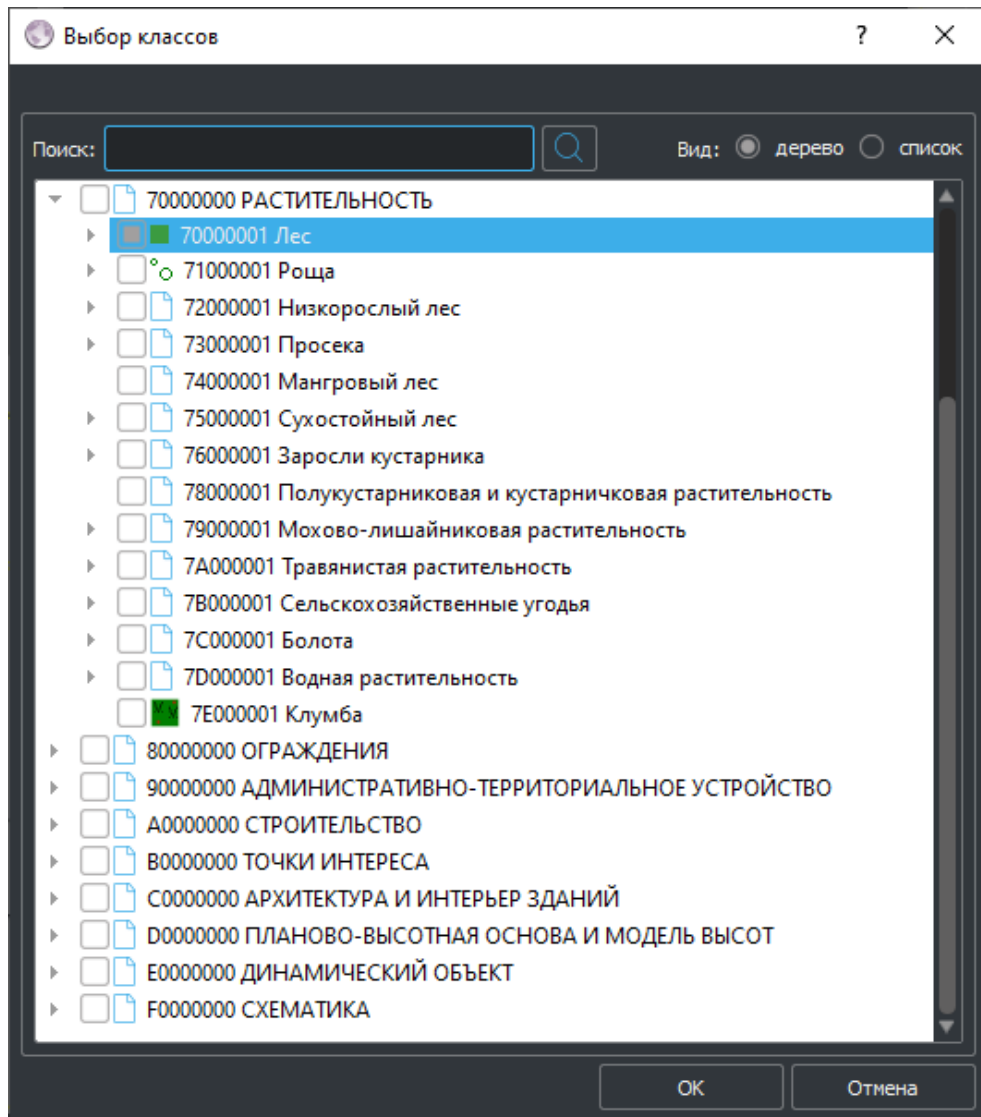 Выбор классов ?
Поиск: Вид: дерево список
70000000 РАСТИТЕЛЬНОСТЬ
70000001 Лес
71000001 Роща
72000001 Низкорослый лес
73000001 Просека
74000001 Мангровый лес
75000001 Сухостойный лес
76000001 Заросли кустарника
78000001 Полукустарниковая и кустарничковая растительность
79000001 Мохово-лишайниковая растительность
7A000001 Травянистая растительность
7B000001 Сельскохозяйственные угодья
7C000001 Болота
7D000001 Водная растительность
7E000001 Клумба
80000000 ОГРАЖДЕНИЯ
90000000 АДМИНИСТРАТИВНО-ТЕРРИТОРИАЛЬНОЕ УСТРОЙСТВО
A0000000 СТРОИТЕЛЬСТВО
B0000000 ТОЧКИ ИНТЕРЕСА
C0000000 АРХИТЕКТУРА И ИНТЕРЬЕР ЗДАНИЙ
D0000000 ПЛАНОВО-ВЫСОТНАЯ ОСНОВА И МОДЕЛЬ ВЫСОТ
E0000000 ДИНАМИЧЕСКИЙ ОБЪЕКТ
F0000000 СХЕМАТИКА
OK Отмена